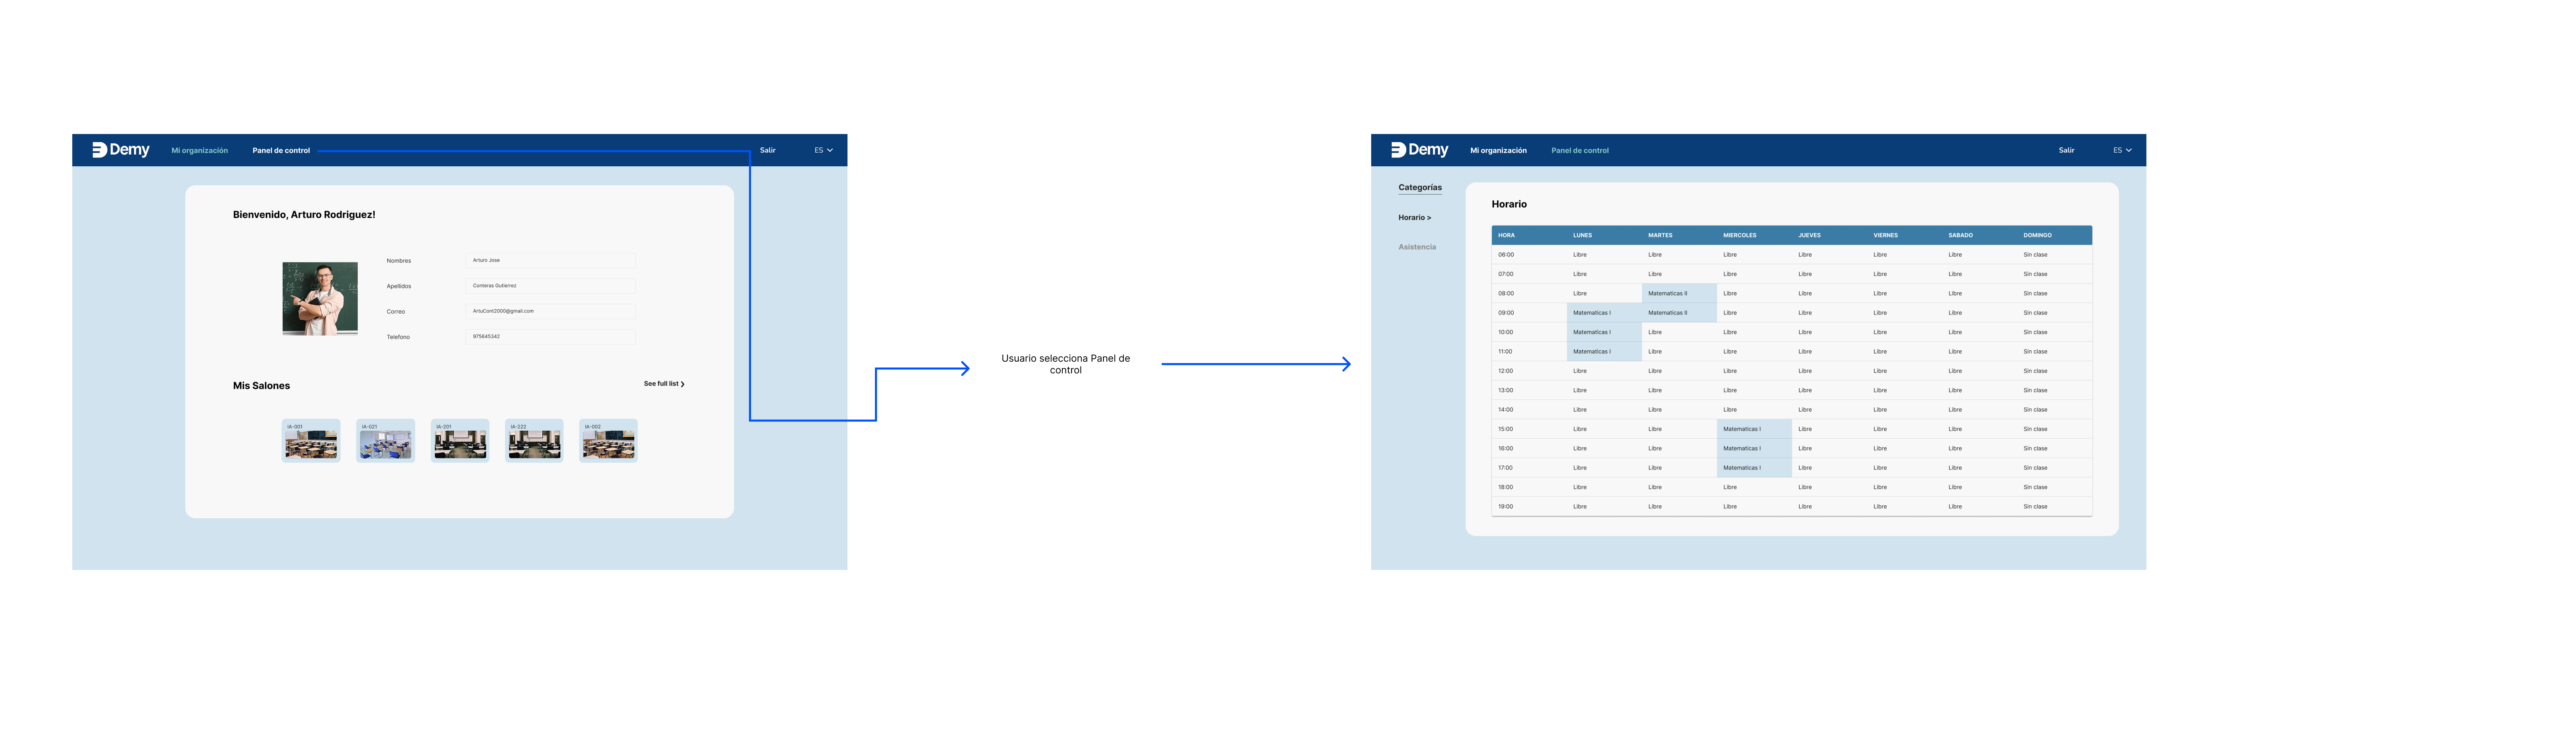 Demy Mi organización Panel de control Salir ES
Bienvenido, Arturo Rodriguez!
Nombres Arturo Jose
Apellidos Conteras Gutierrez
Correo ArtuCont2000@gmail.com
Telefono 975845342
Mis Salones See full list
IA-001 IA-021 IA-201 IA-222 IA-002
Usuario selecciona Panel de
control
Demy Mi organización Panel de control Salir ES
Categorías
Horario >
Asistencia
Horario
HORA LUNES MARTES MIERCOLES JUEVES VIERNES SABADO DOMINGO
06:00 Libre Libre Libre Libre Libre Libre Sin clase
07:00 Libre Libre Libre Libre Libre Libre Sin clase
08:00 Libre Matematicas II Libre Libre Libre Libre Sin clase
09:00 Matematicas I Matematicas II Libre Libre Libre Libre Sin clase
10:00 Matematicas I Libre Libre Libre Libre Libre Sin clase
11:00 Matematicas I Libre Libre Libre Libre Libre Sin clase
12:00 Libre Libre Libre Libre Libre Libre Sin clase
13:00 Libre Libre Libre Libre Libre Libre Sin clase
14:00 Libre Libre Libre Libre Libre Libre Sin clase
15:00 Libre Libre Matematicas I Libre Libre Libre Sin clase
16:00 Libre Libre Matematicas I Libre Libre Libre Sin clase
17:00 Libre Libre Matematicas I Libre Libre Libre Sin clase
18:00 Libre Libre Libre Libre Libre Libre Sin clase
19:00 Libre Libre Libre Libre Libre Libre Sin clase